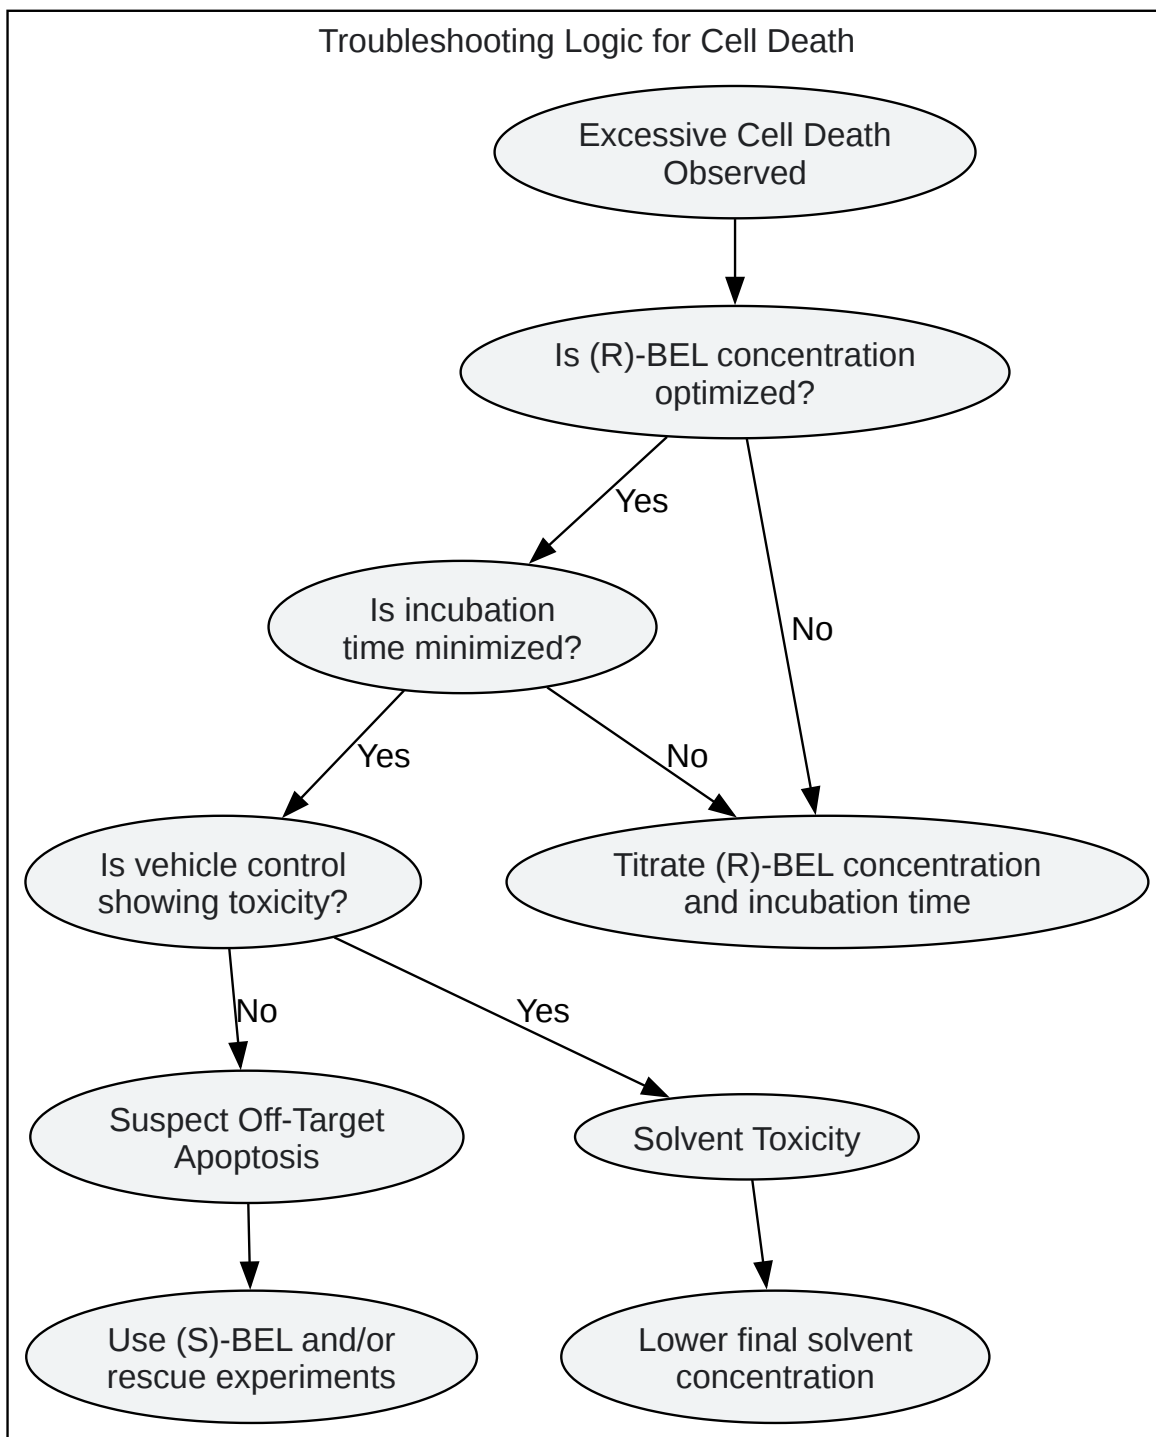 Troubleshooting Logic for Cell Death
Excessive Cell Death
Observed
Is (R)-BEL concentration
optimized?
Yes
No
Is incubation
time minimized?
Yes
No
Is vehicle control
showing toxicity?
Titrate (R)-BEL concentration
and incubation time
No
Yes
Suspect Off-Target
Apoptosis
Solvent Toxicity
Use (S)-BEL and/or
rescue experiments
Lower final solvent
concentration